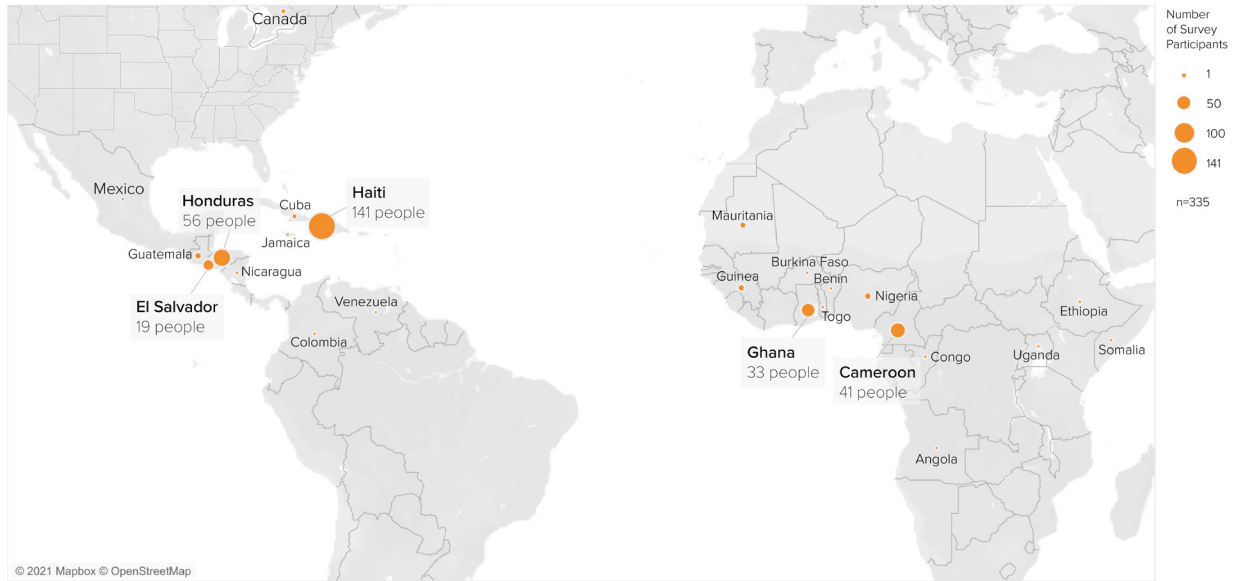 Canada
Number
of Survey
Participants
1
50
100
141
n=335
Mexico
Honduras
56 people
Cuba
Haiti
141 people
Jamaica
Guatemala
Nicaragua
El Salvador
19 people
Venezuela
Colombia
Mauritania
Burkina Faso
Guinea
Benin
Nigeria
Togo
Ethiopia
Ghana
33 people
Cameroon
41 people
Congo
Uganda
Somalia
Angola
© 2021 Mapbox © OpenStreetMap